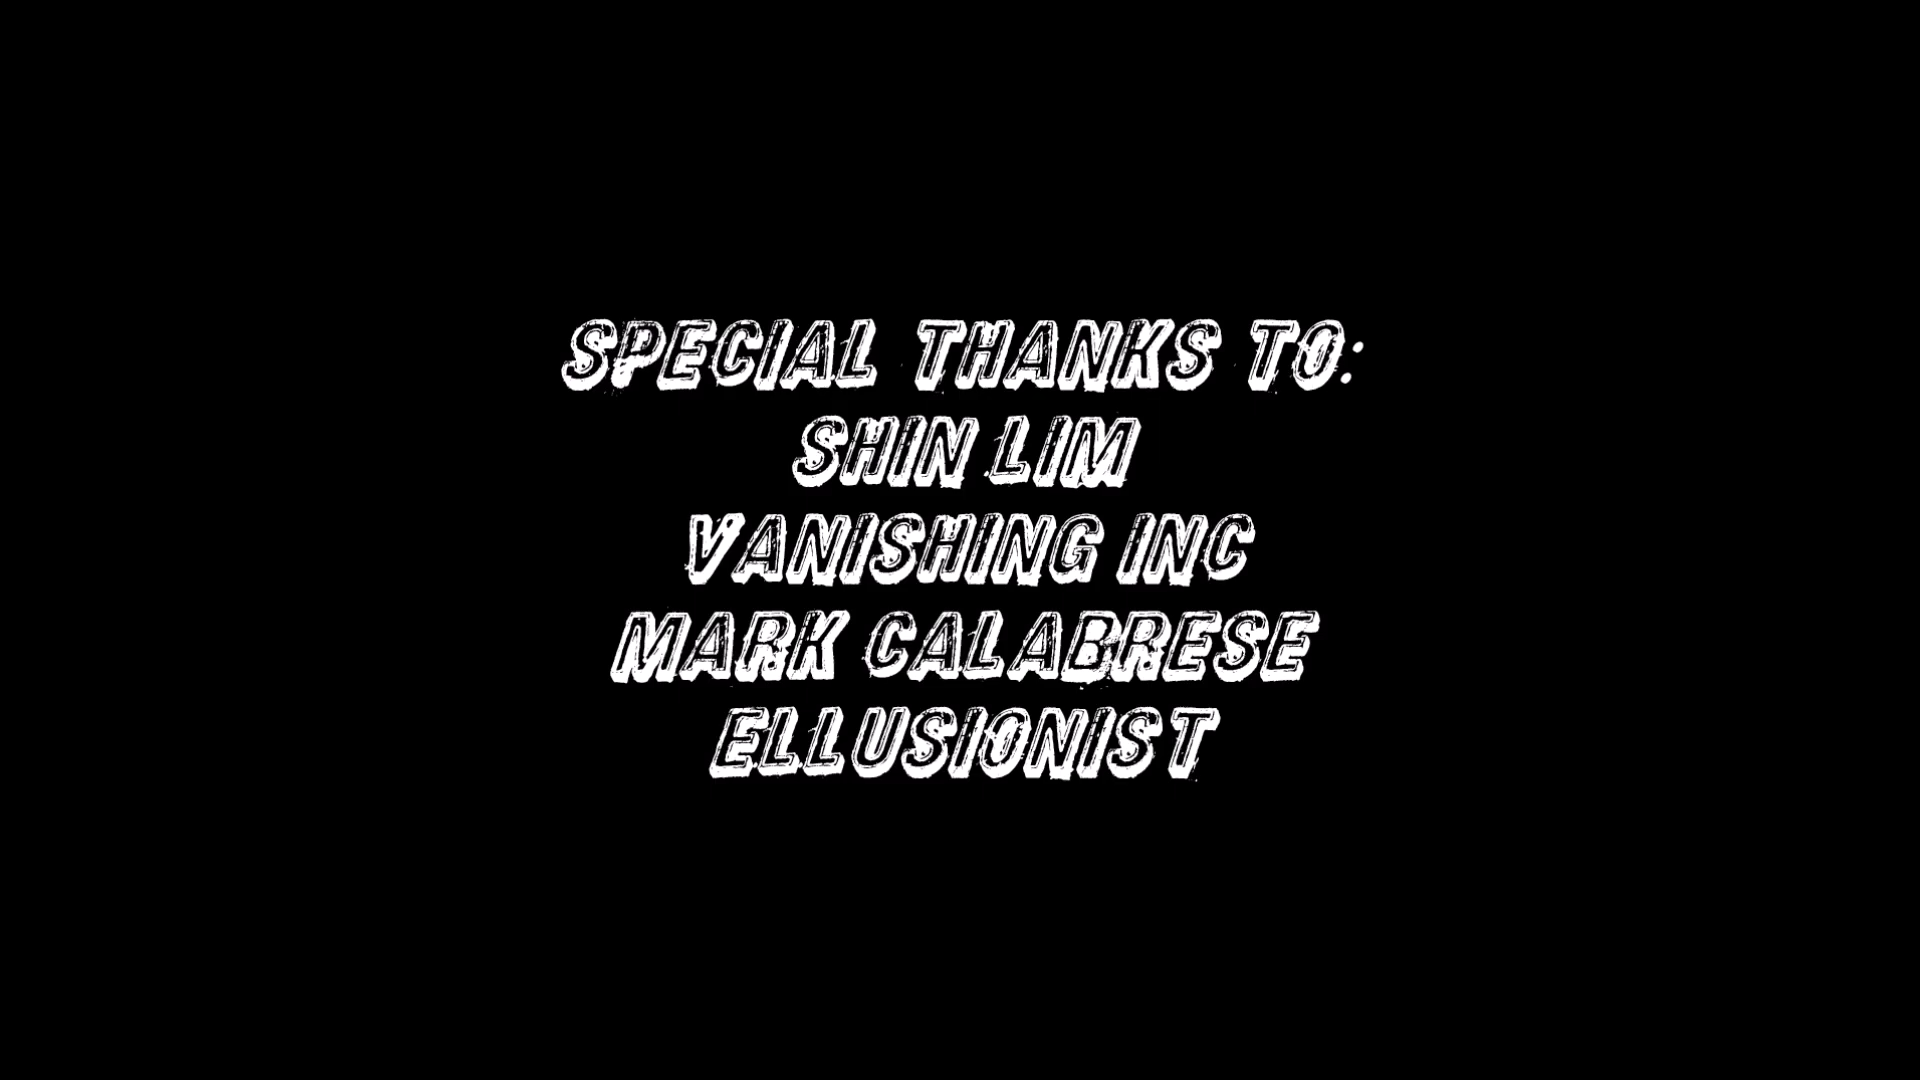 SPECIAL THANKS TO:
SHIN LIM
VANISHING INC
MARK CALABRESE
ELLUSIONIST